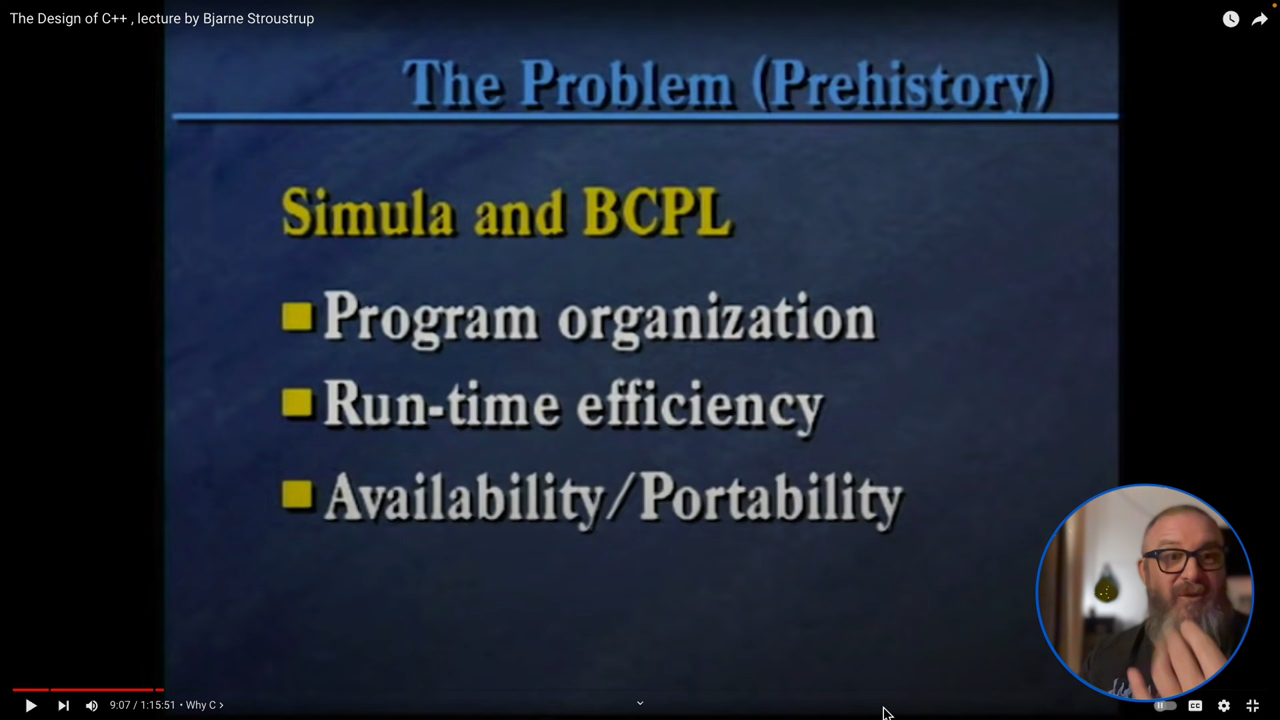 The Design of C++ , lecture by Bjarne Stroustrup
The Problem (Prehistory)
Simula and BCPL
Program organization
Run-time efficiency
Availability/Portability
9:07 / 1:15:51 • Why C
CC